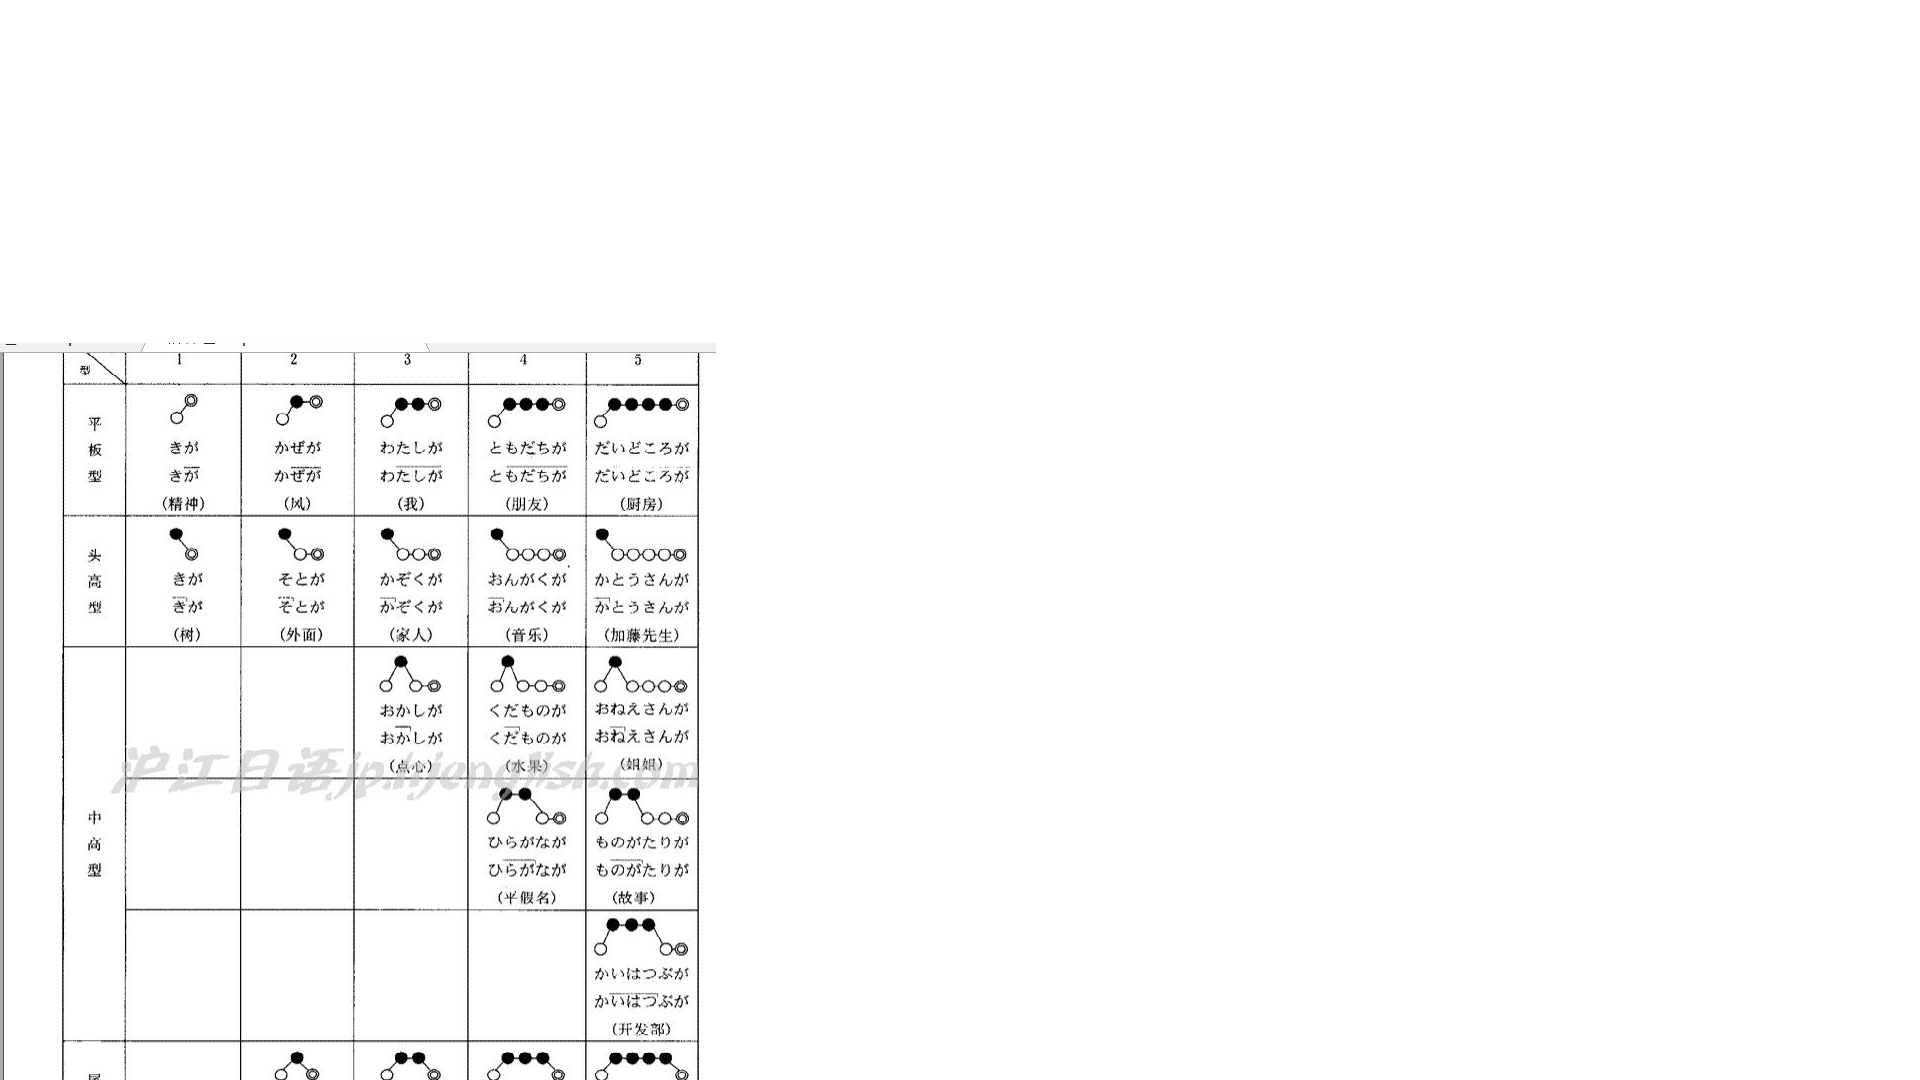 型 1 2 3 4 5
平板型
きが かぜが わたしが ともだちが だいどころが
きが かぜが わたしが ともだちが だいどころが
(精神) (风) (我) (朋友) (厨房)
头高型
きが そとが かぞくが おんがくが かとうさんが
きが そとが かぞくが おんがくが かとうさんが
(树) (外面) (家人) (音乐) (加藤先生)
中高型
おかしが くだものが おねえさんが
おかしが くだものが おねえさんが
(点心) (水果) (姐姐)
沪江日语jp.hjenglish.com
ひらがなが ものがたりが
ひらがなが ものがたりが
(平假名) (故事)
かいはつぶが
かいはつぶが
(开发部)